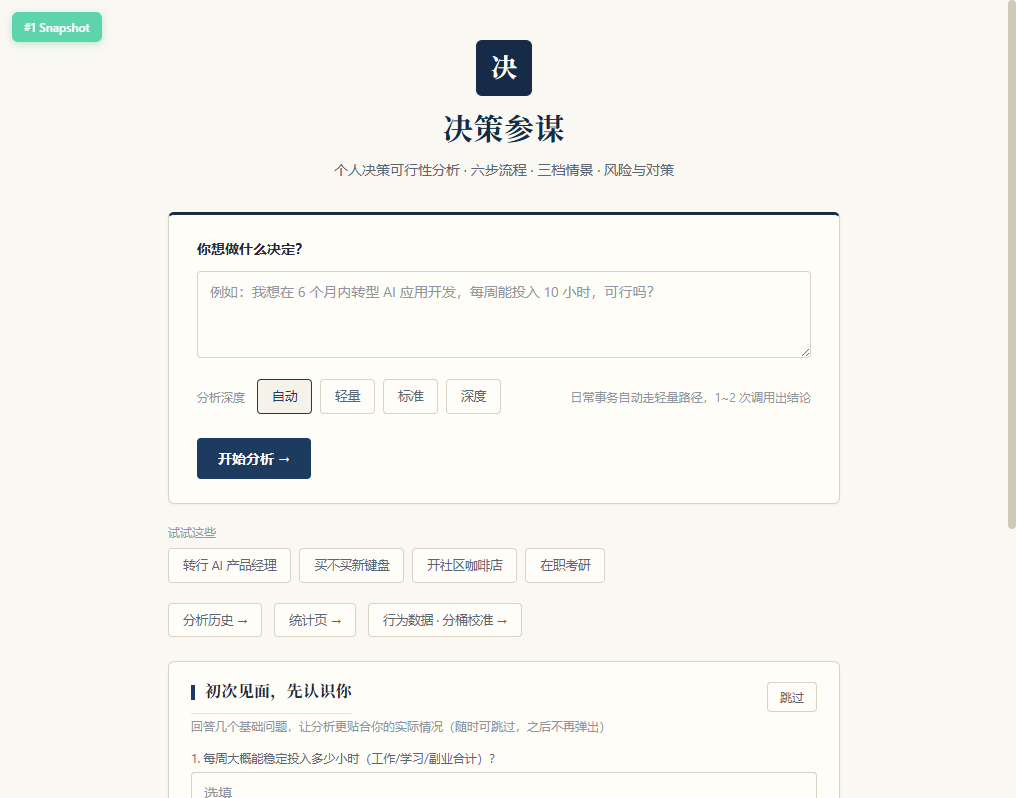 #1 Snapshot
决
决策参谋
个人决策可行性分析 · 六步流程 · 三档情景 · 风险与对策
你想做什么决定？
例如：我想在 6 个月内转型 AI 应用开发，每周能投入 10 小时，可行吗？
分析深度 自动 轻量 标准 深度 日常事务自动走轻量路径，1~2 次调用出结论
开始分析 →
试试这些
转行 AI 产品经理 买不买新键盘 开社区咖啡店 在职考研
分析历史 → 统计页 → 行为数据 · 分桶校准 →
初次见面，先认识你 跳过
回答几个基础问题，让分析更贴合你的实际情况（随时可跳过，之后不再弹出）
1. 每周大概能稳定投入多少小时（工作/学习/副业合计）？
选填